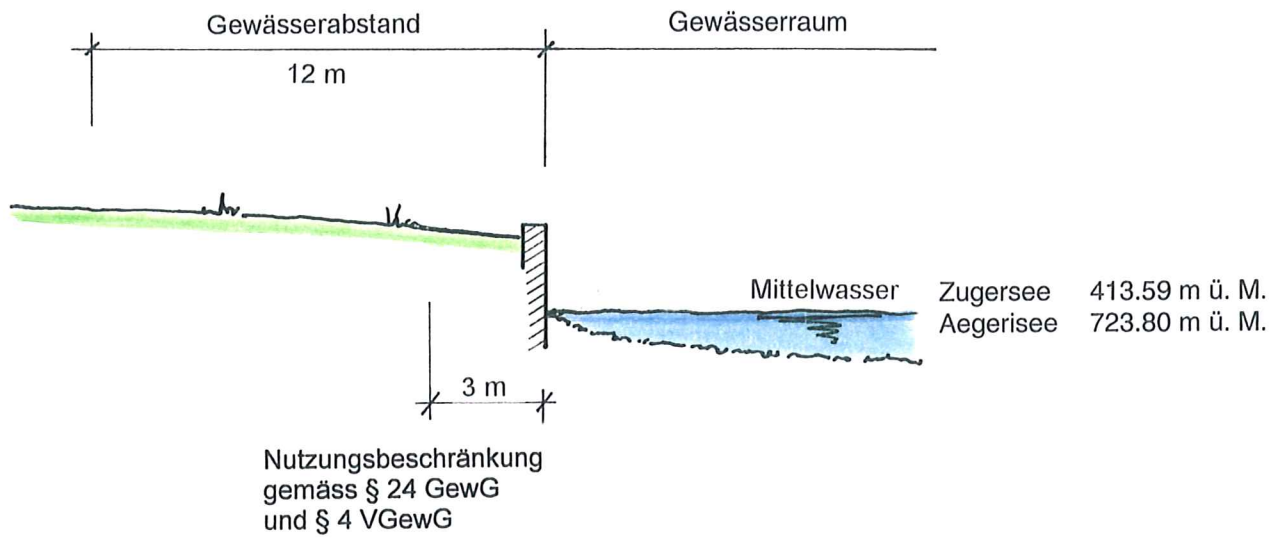 Gewässerabstand
Gewässerraum
12 m
Mittelwasser Zugersee 413.59 m ü. M.
Aegerisee 723.80 m ü. M.
3 m
Nutzungsbeschränkung
gemäss § 24 GewG
und § 4 VGewG